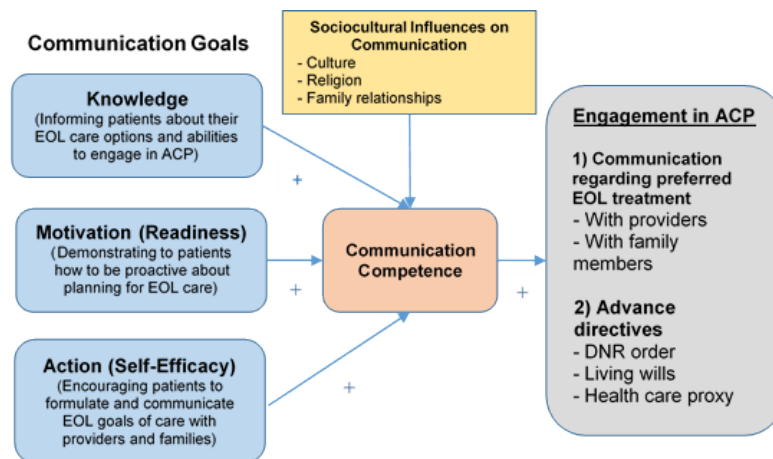 Communication Goals
Knowledge
(Informing patients about their
EOL care options and abilities
to engage in ACP)
+
Motivation (Readiness)
(Demonstrating to patients
how to be proactive about
planning for EOL care)
+
Action (Self-Efficacy)
(Encouraging patients to
formulate and communicate
EOL goals of care with
providers and families)
+
Sociocultural Influences on
Communication
- Culture
- Religion
- Family relationships
Communication
Competence
+
Engagement in ACP
1) Communication
regarding preferred
EOL treatment
- With providers
- With family
members
2) Advance
directives
- DNR order
- Living wills
- Health care proxy